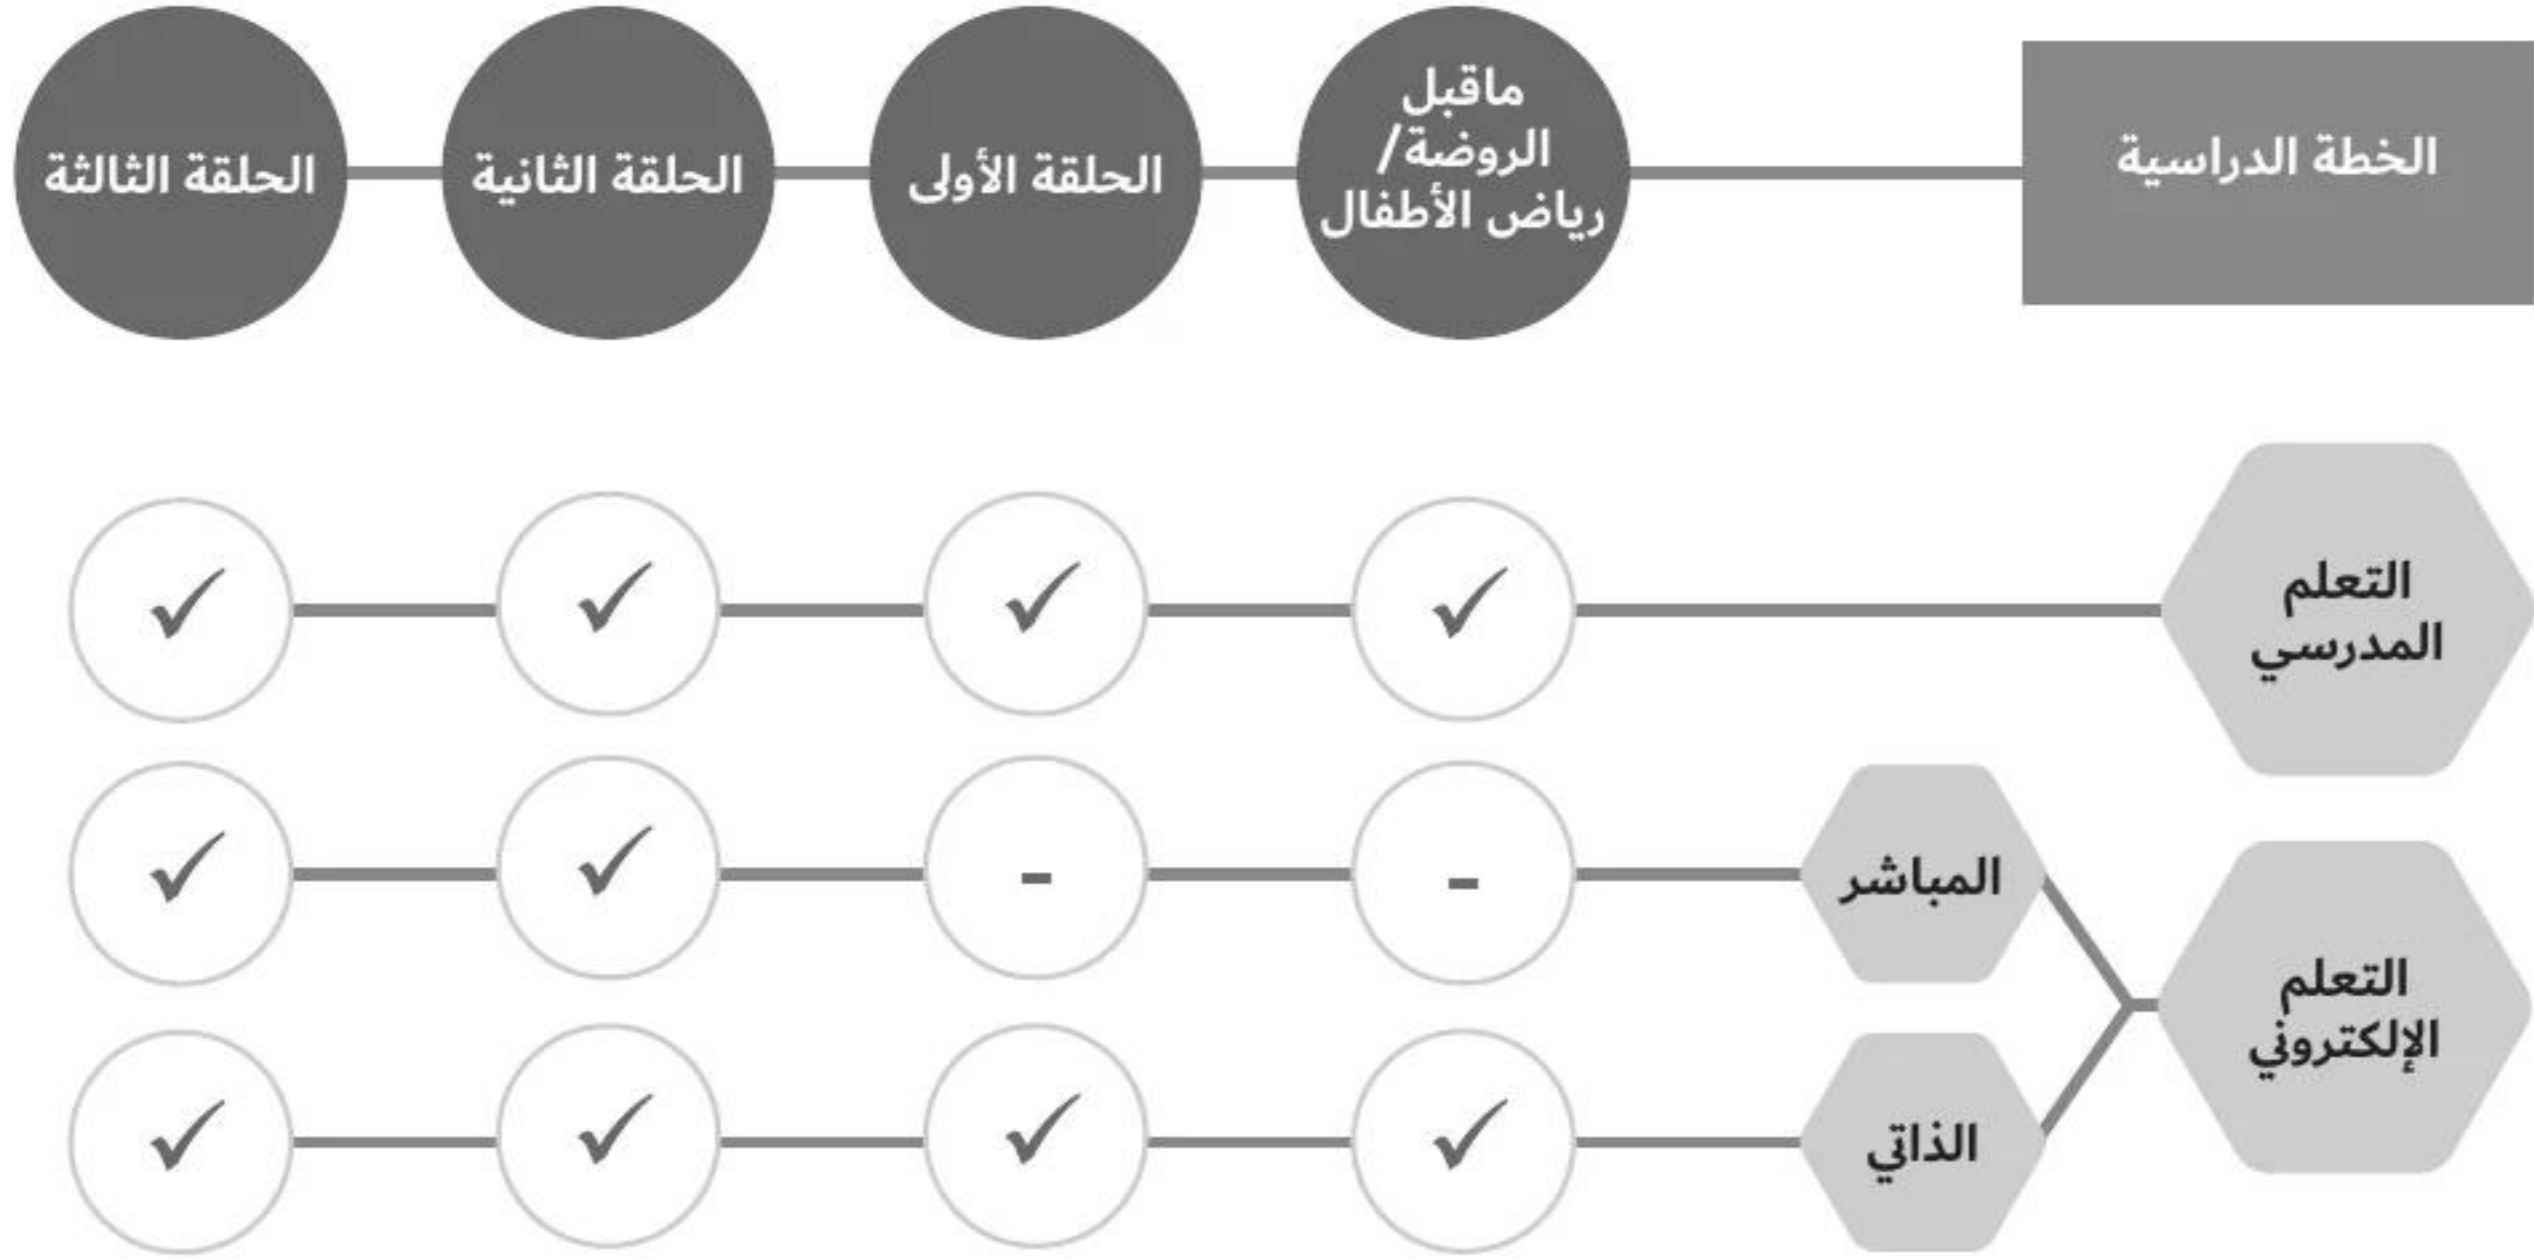 الخطة الدراسية
ماقبل
الروضة/
رياض الأطفال
الحلقة الأولى
الحلقة الثانية
الحلقة الثالثة
التعلم
المدرسي
✓
✓
✓
✓
التعلم
الإلكتروني
المباشر
-
-
✓
✓
الذاتي
✓
✓
✓
✓